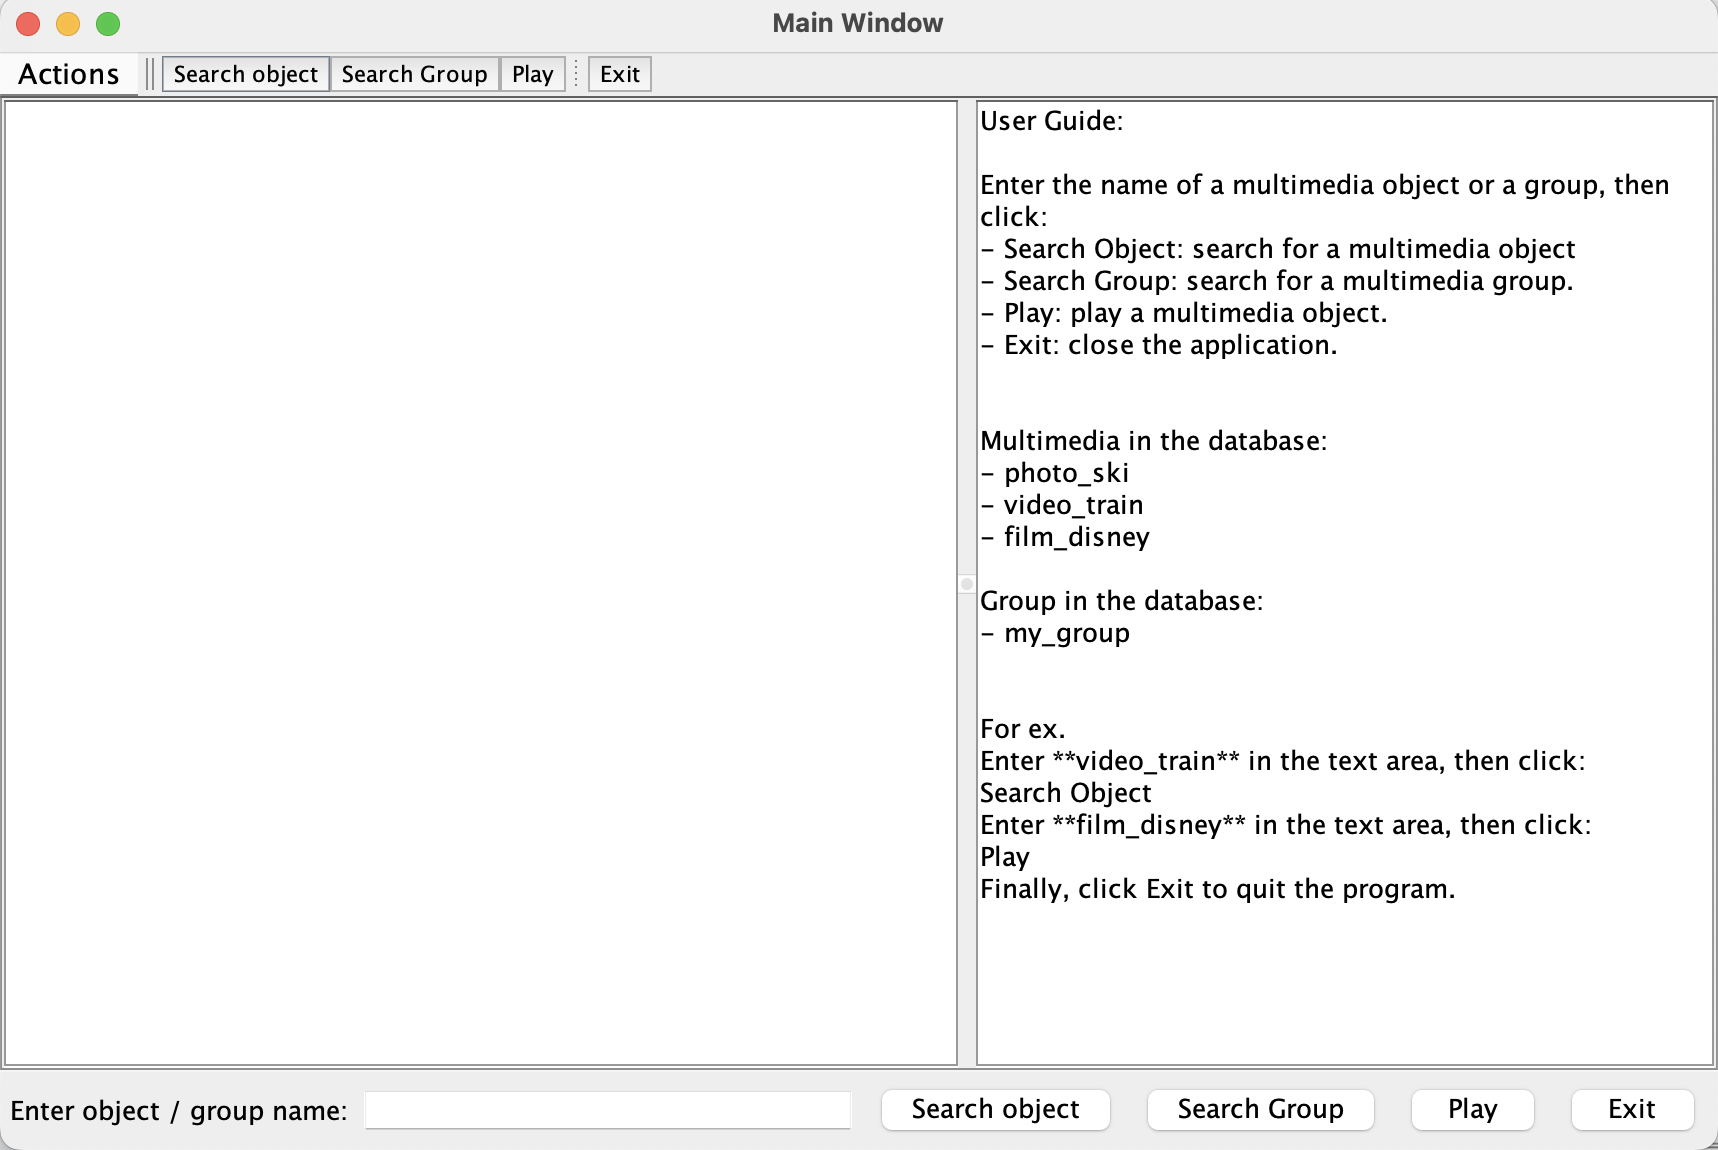 Main Window
Actions Search object Search Group Play Exit
User Guide:
Enter the name of a multimedia object or a group, then
click:
– Search Object: search for a multimedia object
– Search Group: search for a multimedia group.
– Play: play a multimedia object.
– Exit: close the application.
Multimedia in the database:
– photo_ski
– video_train
– film_disney
Group in the database:
– my_group
For ex.
Enter **video_train** in the text area, then click:
Search Object
Enter **film_disney** in the text area, then click:
Play
Finally, click Exit to quit the program.
Enter object / group name: Search object Search Group Play Exit